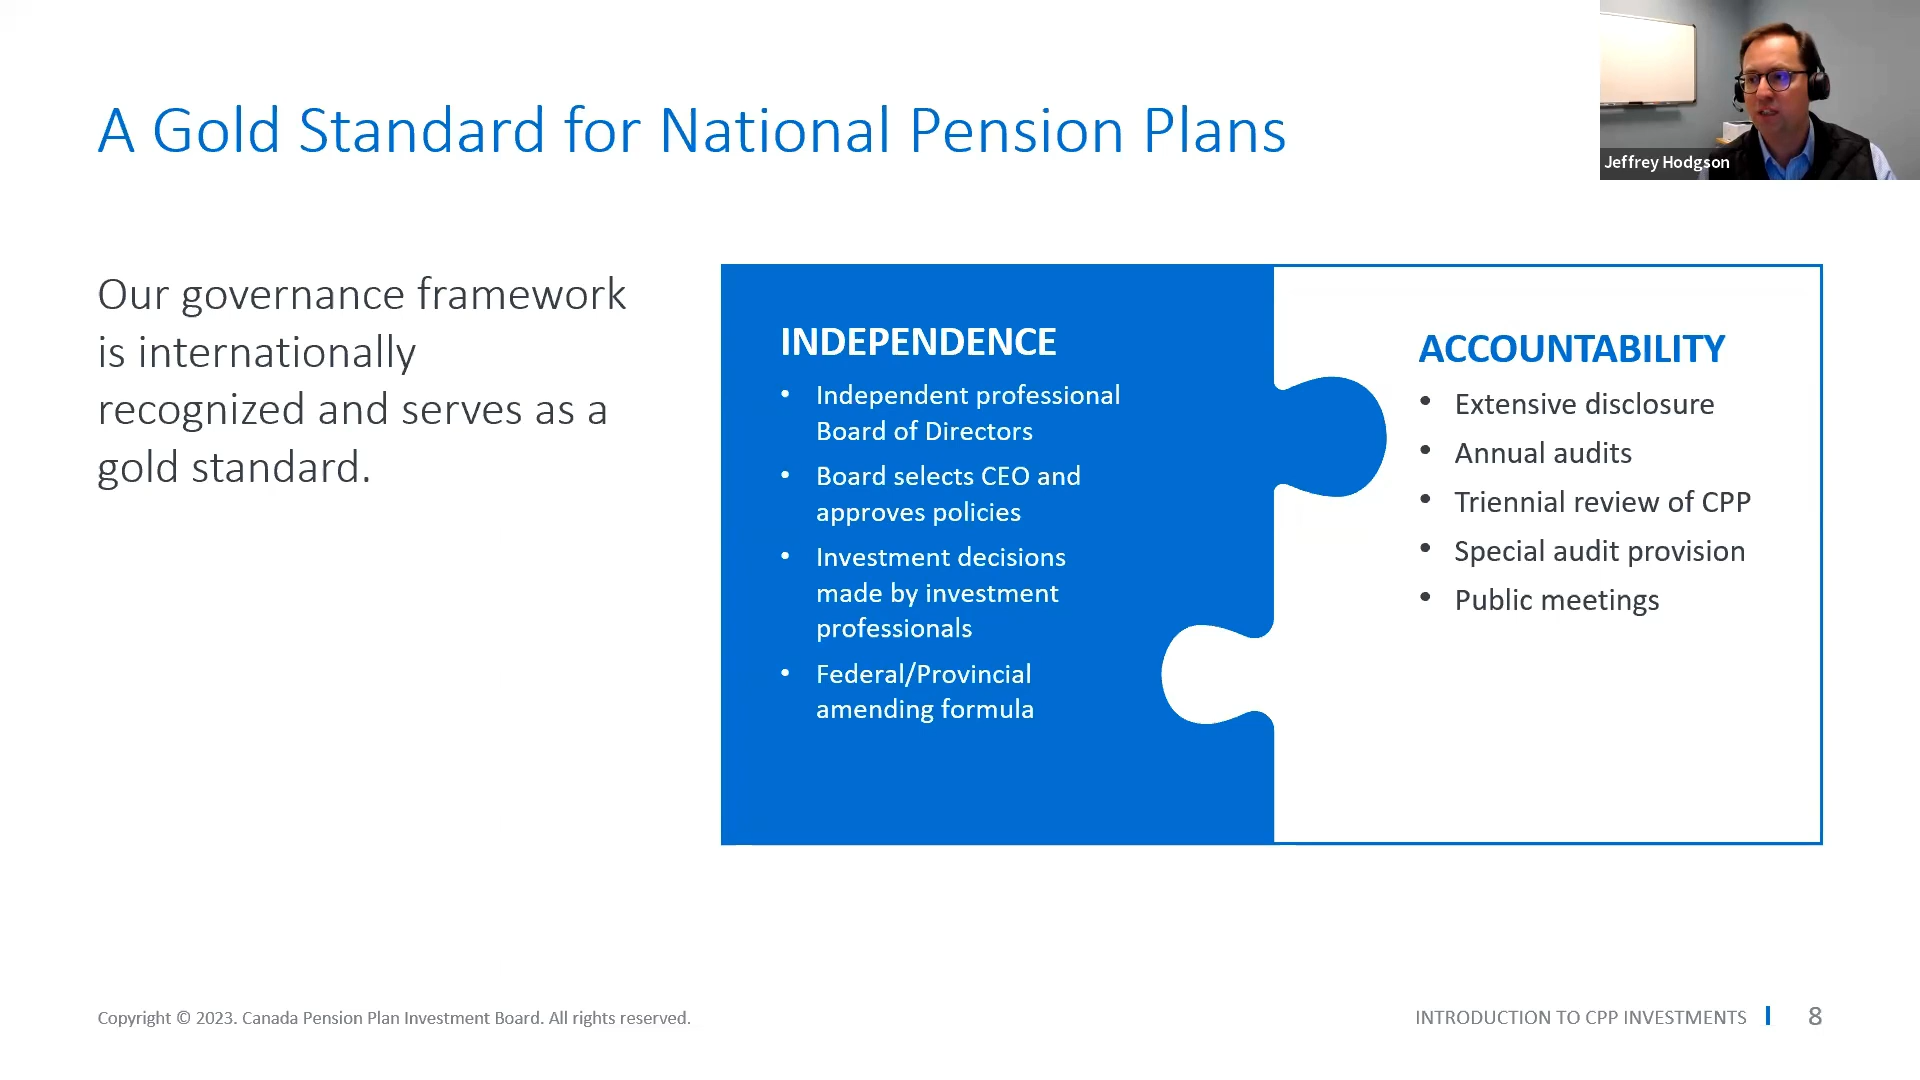 A Gold Standard for National Pension Plans
Jeffrey Hodgson
Our governance framework
is internationally
recognized and serves as a
gold standard.
INDEPENDENCE
• Independent professional
Board of Directors
• Board selects CEO and
approves policies
• Investment decisions
made by investment
professionals
• Federal/Provincial
amending formula
ACCOUNTABILITY
• Extensive disclosure
• Annual audits
• Triennial review of CPP
• Special audit provision
• Public meetings
Copyright © 2023. Canada Pension Plan Investment Board. All rights reserved.
INTRODUCTION TO CPP INVESTMENTS | 8